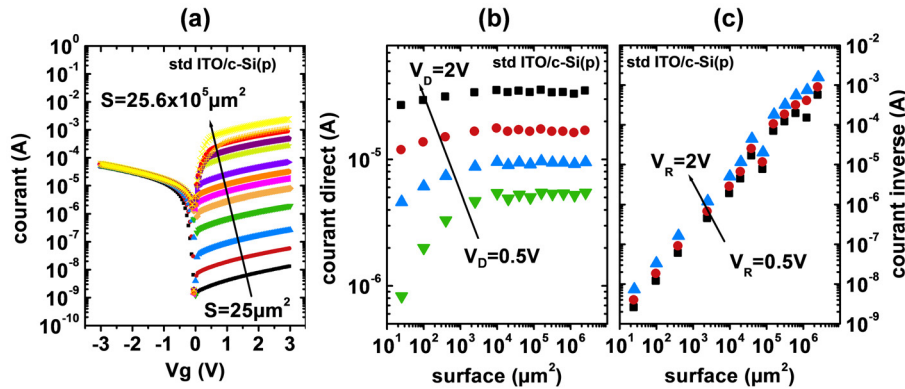 (a)
(b)
(c)
std ITO/c-Si(p)
S=25.6x10⁵µm²
S=25µm²
courant (A)
10⁰
10⁻¹
10⁻²
10⁻³
10⁻⁴
10⁻⁵
10⁻⁶
10⁻⁷
10⁻⁸
10⁻⁹
10⁻¹⁰
-3 -2 -1 0 1 2 3
Vg (V)
std ITO/c-Si(p)
V_D=2V
V_D=0.5V
courant direct (A)
10⁻⁵
10⁻⁶
10¹ 10² 10³ 10⁴ 10⁵ 10⁶
surface (µm²)
std ITO/c-Si(p)
V_R=2V
V_R=0.5V
10¹ 10² 10³ 10⁴ 10⁵ 10⁶
surface (µm²)
10⁻²
10⁻³
10⁻⁴
10⁻⁵
10⁻⁶
10⁻⁷
10⁻⁸
10⁻⁹
courant inverse (A)